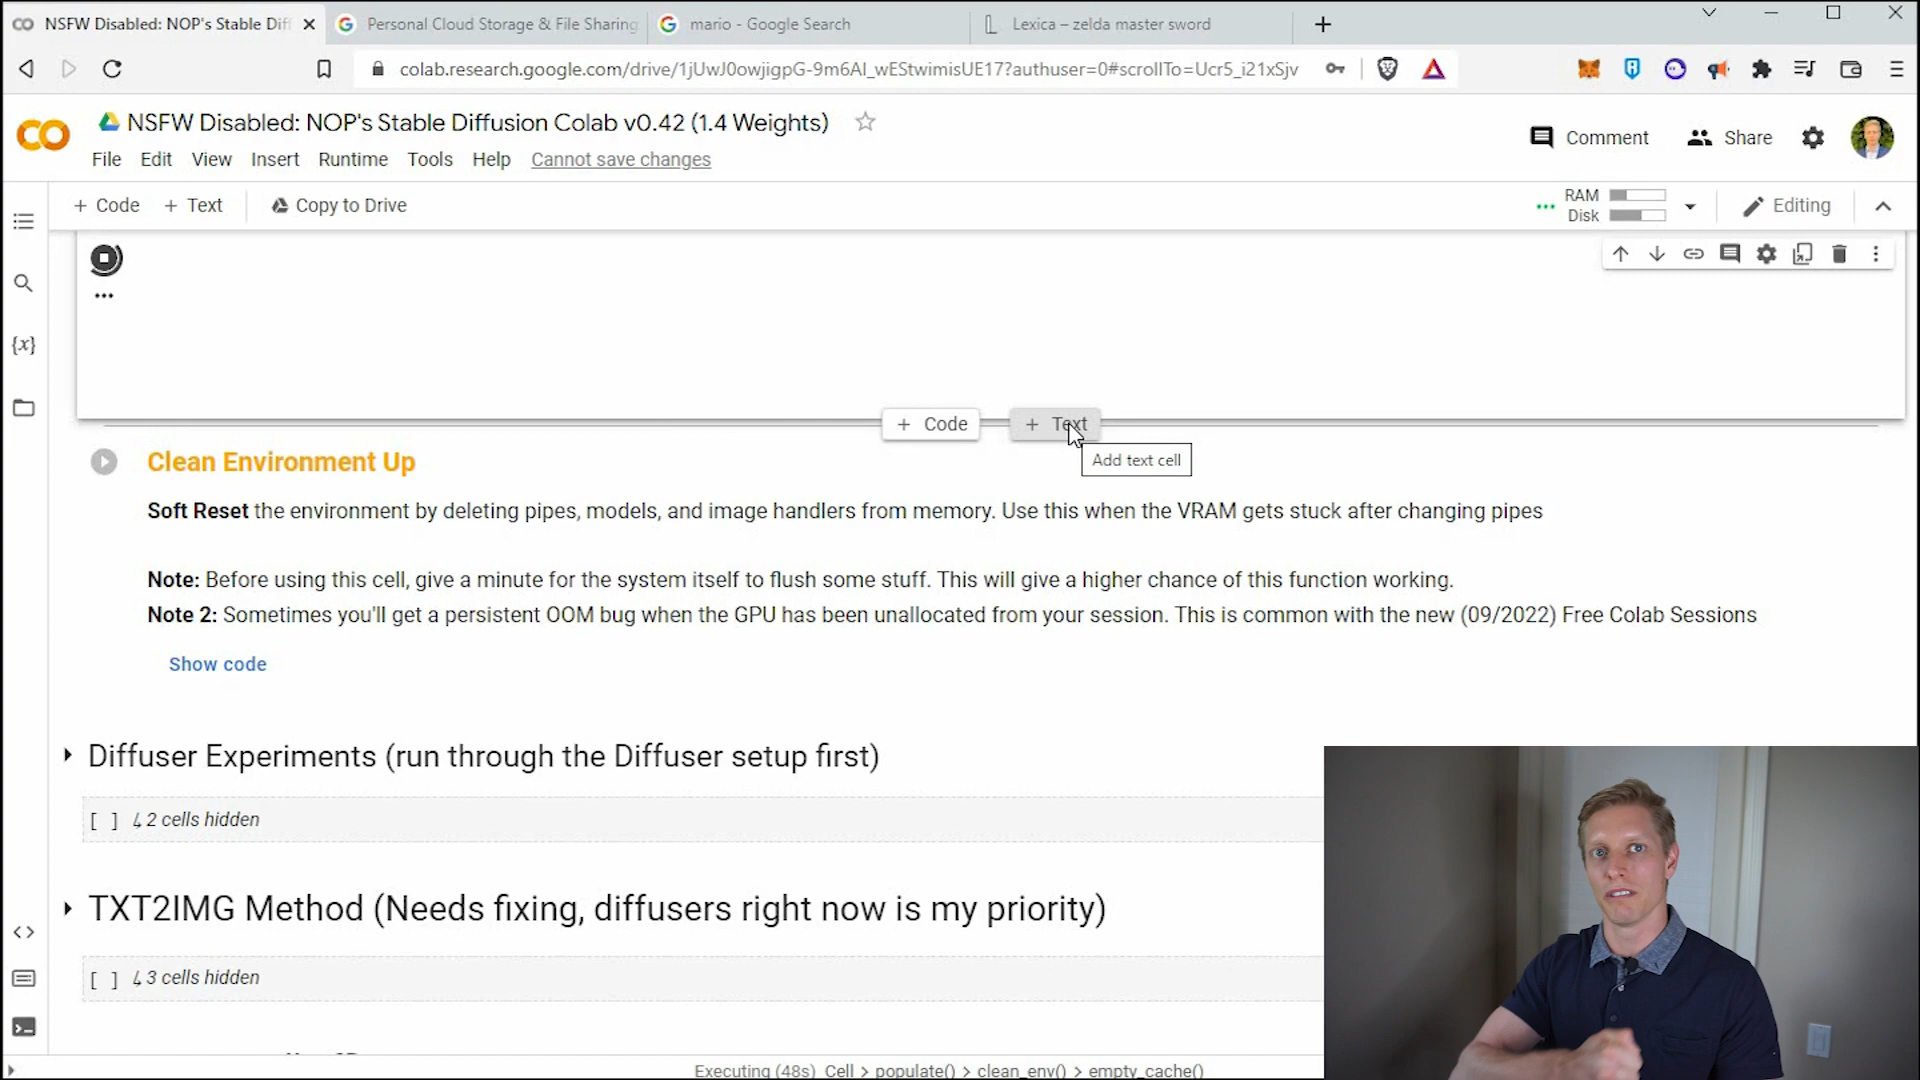 NSFW Disabled: NOP's Stable Diff
Personal Cloud Storage & File Sharing
mario - Google Search
Lexica – zelda master sword
colab.research.google.com/drive/1jUwJ0owjigpG-9m6AI_wEStwimisUE17?authuser=0#scrollTo=Ucr5_i21xSjv
NSFW Disabled: NOP's Stable Diffusion Colab v0.42 (1.4 Weights)
File Edit View Insert Runtime Tools Help Cannot save changes
Comment Share
+ Code + Text Copy to Drive
RAM
Disk
Editing
+ Code + Text
Add text cell
Clean Environment Up
Soft Reset the environment by deleting pipes, models, and image handlers from memory. Use this when the VRAM gets stuck after changing pipes
Note: Before using this cell, give a minute for the system itself to flush some stuff. This will give a higher chance of this function working.
Note 2: Sometimes you'll get a persistent OOM bug when the GPU has been unallocated from your session. This is common with the new (09/2022) Free Colab Sessions
Show code
Diffuser Experiments (run through the Diffuser setup first)
[ ] ↳ 2 cells hidden
TXT2IMG Method (Needs fixing, diffusers right now is my priority)
[ ] ↳ 3 cells hidden
Executing (48s) Cell > populate() > clean_env() > empty_cache()